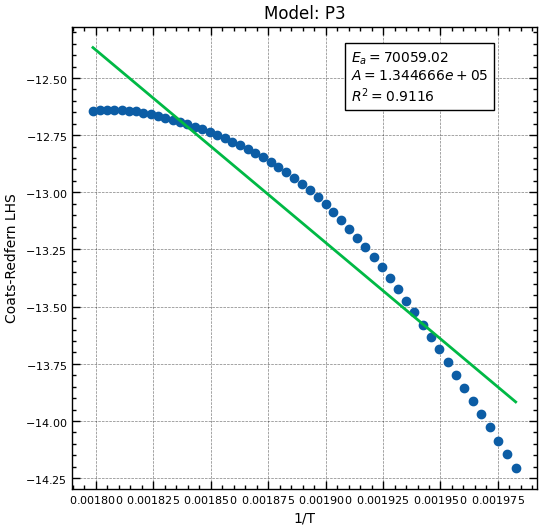 Model: P3
Eₐ = 70059.02
A = 1.344666e + 05
R² = 0.9116
Coats-Redfern LHS
−12.50
−12.75
−13.00
−13.25
−13.50
−13.75
−14.00
−14.25
0.001800 0.001825 0.001850 0.001875 0.001900 0.001925 0.001950 0.001975
1/T